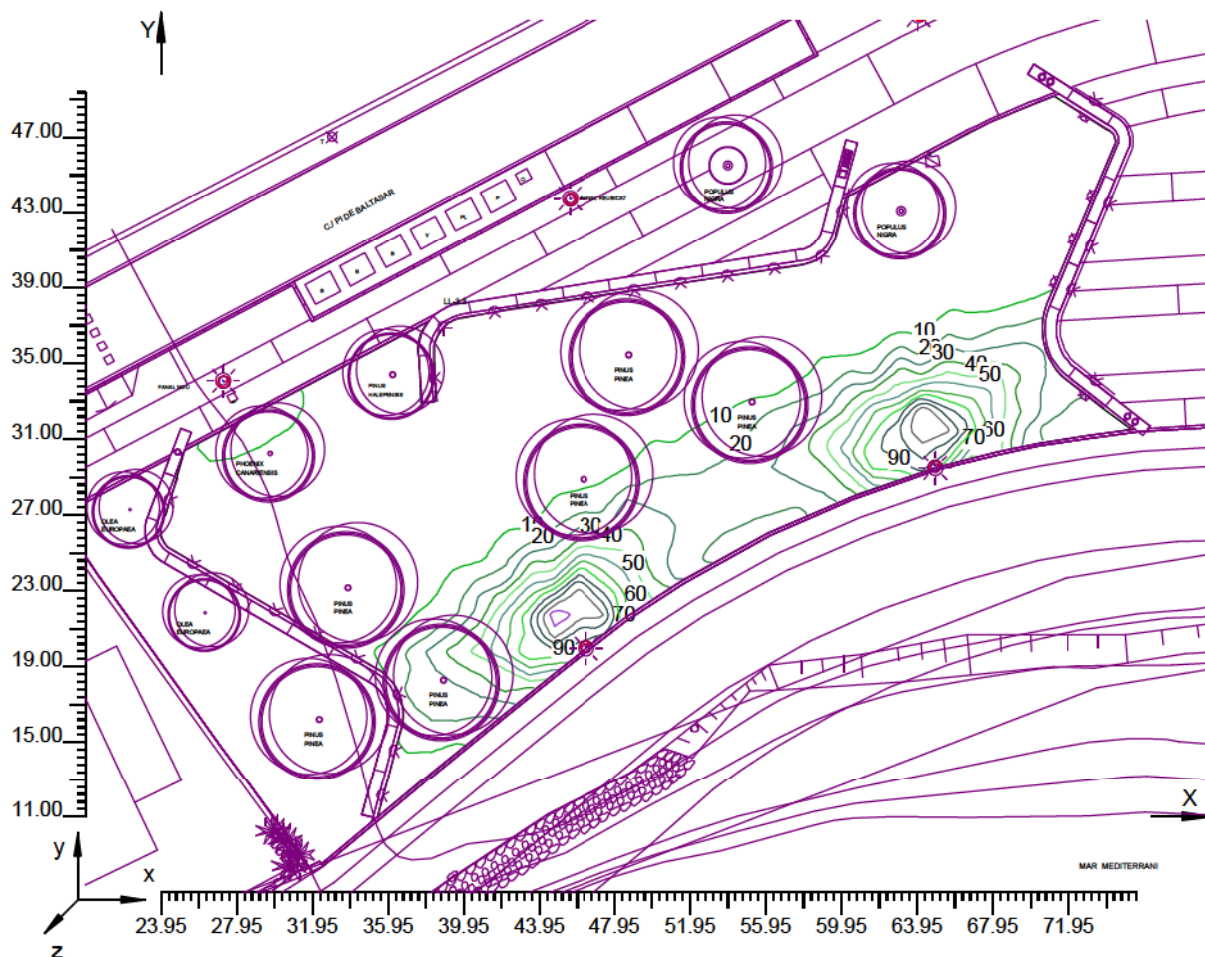 Y
47.00
43.00
39.00
35.00
31.00
27.00
23.00
19.00
15.00
11.00
y
x
z
X
23.95 27.95 31.95 35.95 39.95 43.95 47.95 51.95 55.95 59.95 63.95 67.95 71.95
T
C./ PI DE BALTASAR
POPULUS
NIGRA
POPULUS
NIGRA
LL-3.3
PINUS
HALEPENSIS
PINUS
PINEA
PINUS
PINEA
PHOENIX
CANARIENSIS
PINUS
PINEA
OLEA
EUROPAEA
OLEA
EUROPAEA
PINUS
PINEA
PINUS
PINEA
PINUS
PINEA
10
30
40
50
60
70
90
10
20
20
30
40
50
60
70
90
MAR MEDITERRANI